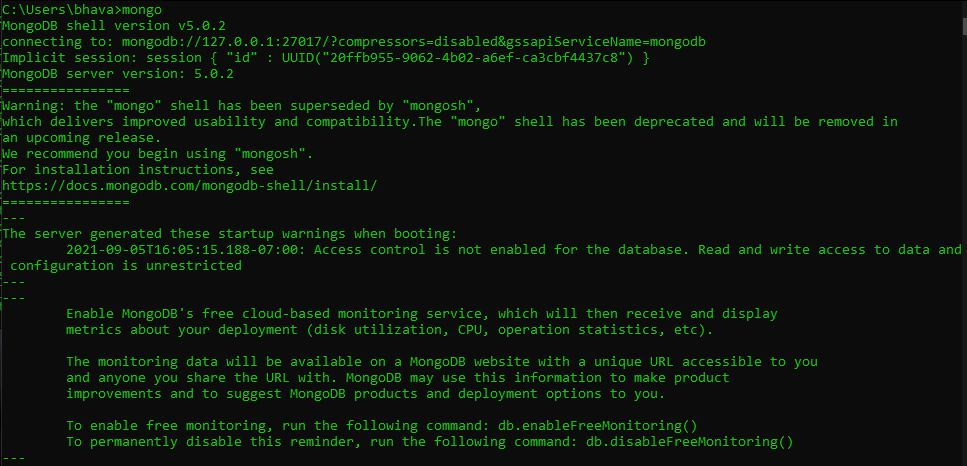 C:\Users\bhava>mongo
MongoDB shell version v5.0.2
connecting to: mongodb://127.0.0.1:27017/?compressors=disabled&gssapiServiceName=mongodb
Implicit session: session { "id" : UUID("20ffb955-9062-4b02-a6ef-ca3cbf4437c8") }
MongoDB server version: 5.0.2
================
Warning: the "mongo" shell has been superseded by "mongosh",
which delivers improved usability and compatibility.The "mongo" shell has been deprecated and will be removed in
an upcoming release.
We recommend you begin using "mongosh".
For installation instructions, see
https://docs.mongodb.com/mongodb-shell/install/
================
---
The server generated these startup warnings when booting:
        2021-09-05T16:05:15.188-07:00: Access control is not enabled for the database. Read and write access to data and
 configuration is unrestricted
---
---
        Enable MongoDB's free cloud-based monitoring service, which will then receive and display
        metrics about your deployment (disk utilization, CPU, operation statistics, etc).

        The monitoring data will be available on a MongoDB website with a unique URL accessible to you
        and anyone you share the URL with. MongoDB may use this information to make product
        improvements and to suggest MongoDB products and deployment options to you.

        To enable free monitoring, run the following command: db.enableFreeMonitoring()
        To permanently disable this reminder, run the following command: db.disableFreeMonitoring()
---